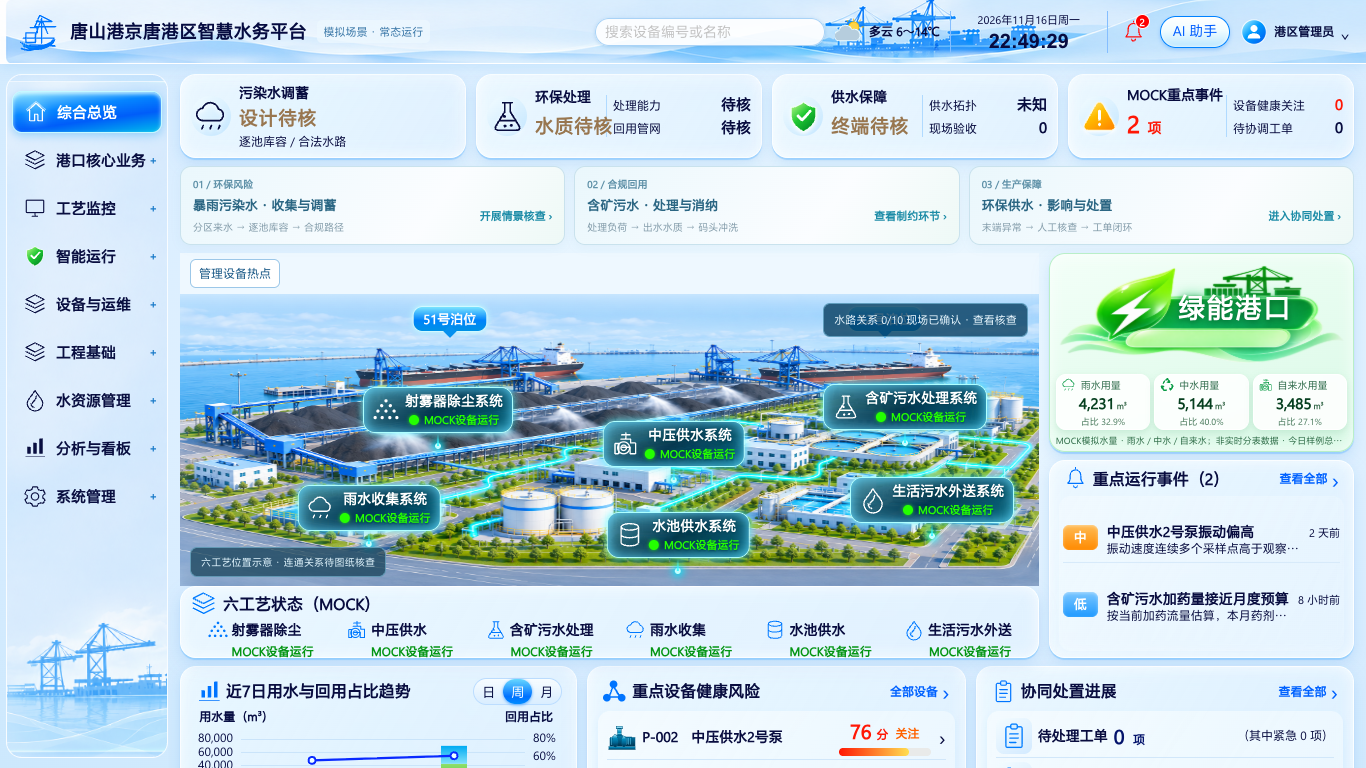 唐山港京唐港区智慧水务平台
模拟场景 · 常态运行
搜索设备编号或名称
多云 6~14℃
2026年11月16日周一
22:49:29
2
AI 助手
港区管理员
综合总览
港口核心业务
工艺监控
智能运行
设备与运维
工程基础
水资源管理
分析与看板
系统管理
污染水调蓄
设计待核
逐池库容 / 合法水路
环保处理
水质待核
处理能力 待核
回用管网 待核
供水保障
终端待核
供水拓扑 未知
现场验收 0
MOCK重点事件
2 项
设备健康关注 0
待协调工单 0
01 / 环保风险
暴雨污染水 · 收集与调蓄
分区来水 → 逐池库容 → 合规路径
开展情景核查 ›
02 / 合规回用
含矿污水 · 处理与消纳
处理负荷 → 出水水质 → 码头冲洗
查看制约环节 ›
03 / 生产保障
环保供水 · 影响与处置
末端异常 → 人工核查 → 工单闭环
进入协同处置 ›
管理设备热点
51号泊位
水路关系 0/10 现场已确认 · 查看核查
射雾器除尘系统
MOCK设备运行
含矿污水处理系统
MOCK设备运行
中压供水系统
MOCK设备运行
雨水收集系统
MOCK设备运行
生活污水外送系统
MOCK设备运行
水池供水系统
MOCK设备运行
六工艺位置示意 · 连通关系待图纸核查
绿能港口
雨水用量
4,231 m³
占比 32.9%
中水用量
5,144 m³
占比 40.0%
自来水用量
3,485 m³
占比 27.1%
MOCK模拟水量 · 雨水 / 中水 / 自来水；非实时分表数据 · 今日样例总…
重点运行事件（2）
查看全部 ›
中
中压供水2号泵振动偏高
2 天前
振动速度连续多个采样点高于观察…
低
含矿污水加药量接近月度预算
8 小时前
按当前加药流量估算，本月药剂…
六工艺状态（MOCK）
射雾器除尘
MOCK设备运行
中压供水
MOCK设备运行
含矿污水处理
MOCK设备运行
雨水收集
MOCK设备运行
水池供水
MOCK设备运行
生活污水外送
MOCK设备运行
近7日用水与回用占比趋势
日 周 月
用水量（m³）
回用占比
80,000
80%
60,000
60%
40,000
重点设备健康风险
全部设备 ›
P-002 中压供水2号泵
76 分 关注
协同处置进展
查看全部 ›
待处理工单 0 项
（其中紧急 0 项）